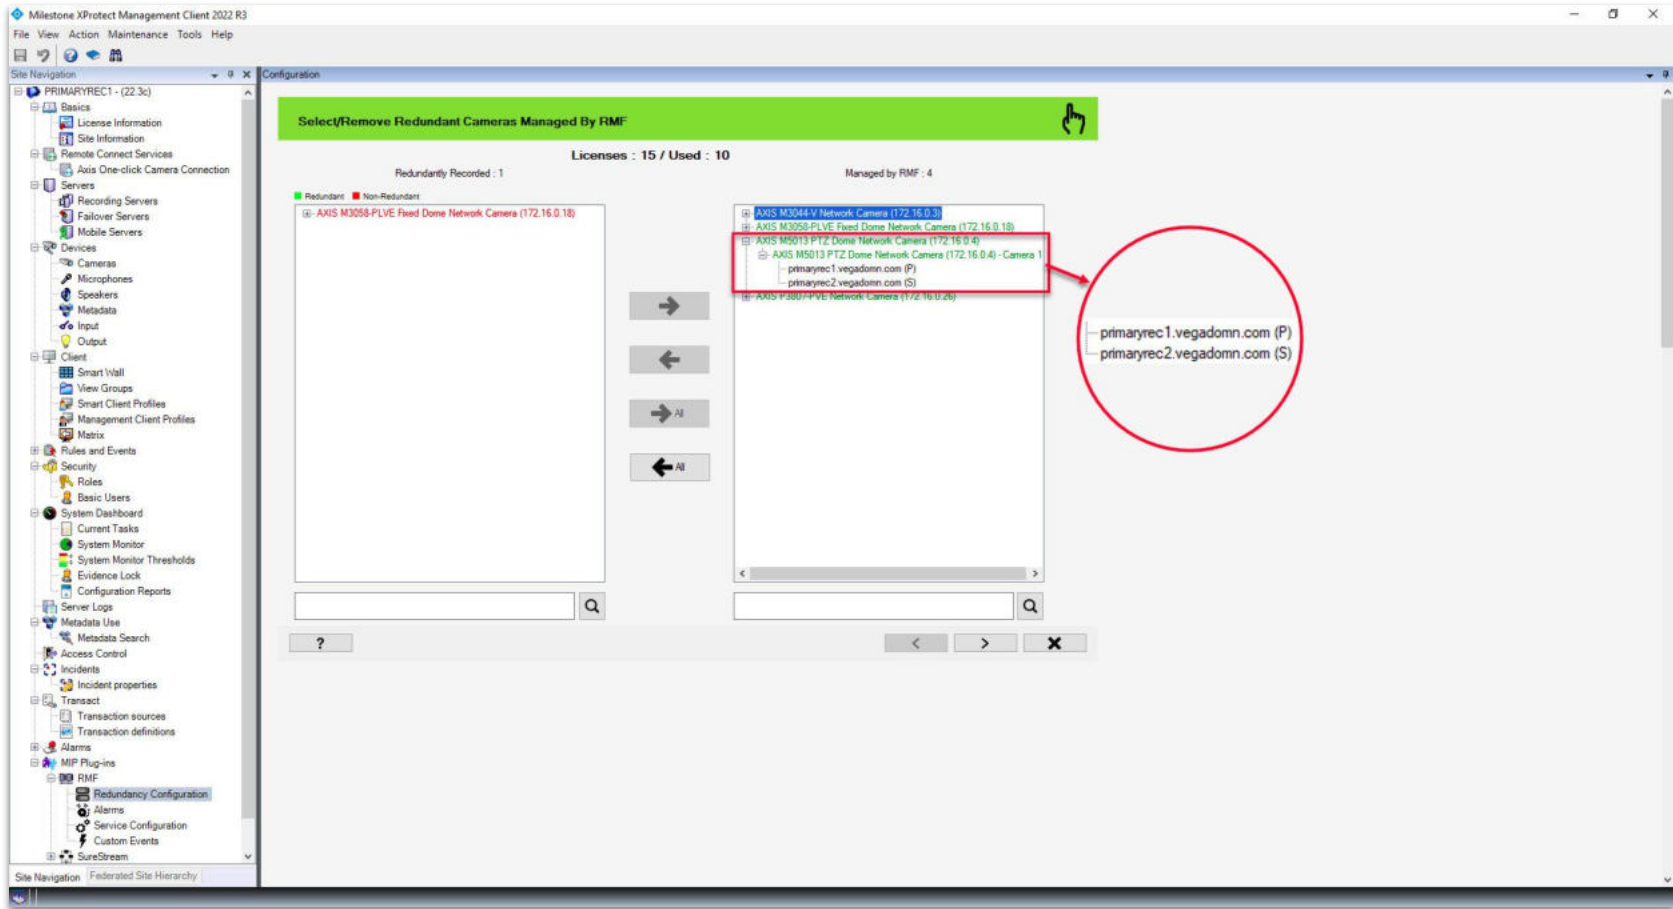 Milestone XProtect Management Client 2022 R3
File View Action Maintenance Tools Help
Site Navigation
PRIMARYREC1 - (22.3c)
Basics
License Information
Site Information
Remote Connect Services
Axis One-click Camera Connection
Servers
Recording Servers
Failover Servers
Mobile Servers
Devices
Cameras
Microphones
Speakers
Metadata
Input
Output
Client
Smart Wall
View Groups
Smart Client Profiles
Management Client Profiles
Matrix
Rules and Events
Security
Roles
Basic Users
System Dashboard
Current Tasks
System Monitor
System Monitor Thresholds
Evidence Lock
Configuration Reports
Server Logs
Metadata Use
Metadata Search
Access Control
Incidents
Incident properties
Transact
Transaction sources
Transaction definitions
Alarms
MIP Plug-ins
RMF
Redundancy Configuration
Alarms
Service Configuration
Custom Events
SureStream
Site Navigation Federated Site Hierarchy
Configuration
Select/Remove Redundant Cameras Managed By RMF
Licenses : 15 / Used : 10
Redundantly Recorded : 1
Managed by RMF : 4
Redundant Non-Redundant
AXIS M3058-PLVE Fixed Dome Network Camera (172.16.0.18)
All
All
AXIS M3044-V Network Camera (172.16.0.3)
AXIS M3058-PLVE Fixed Dome Network Camera (172.16.0.18)
AXIS M5013 PTZ Dome Network Camera (172.16.0.4)
AXIS M5013 PTZ Dome Network Camera (172.16.0.4) - Camera 1
primaryrec1.vegadomn.com (P)
primaryrec2.vegadomn.com (S)
AXIS P3807-PVE Network Camera (172.16.0.26)
primaryrec1.vegadomn.com (P)
primaryrec2.vegadomn.com (S)
?